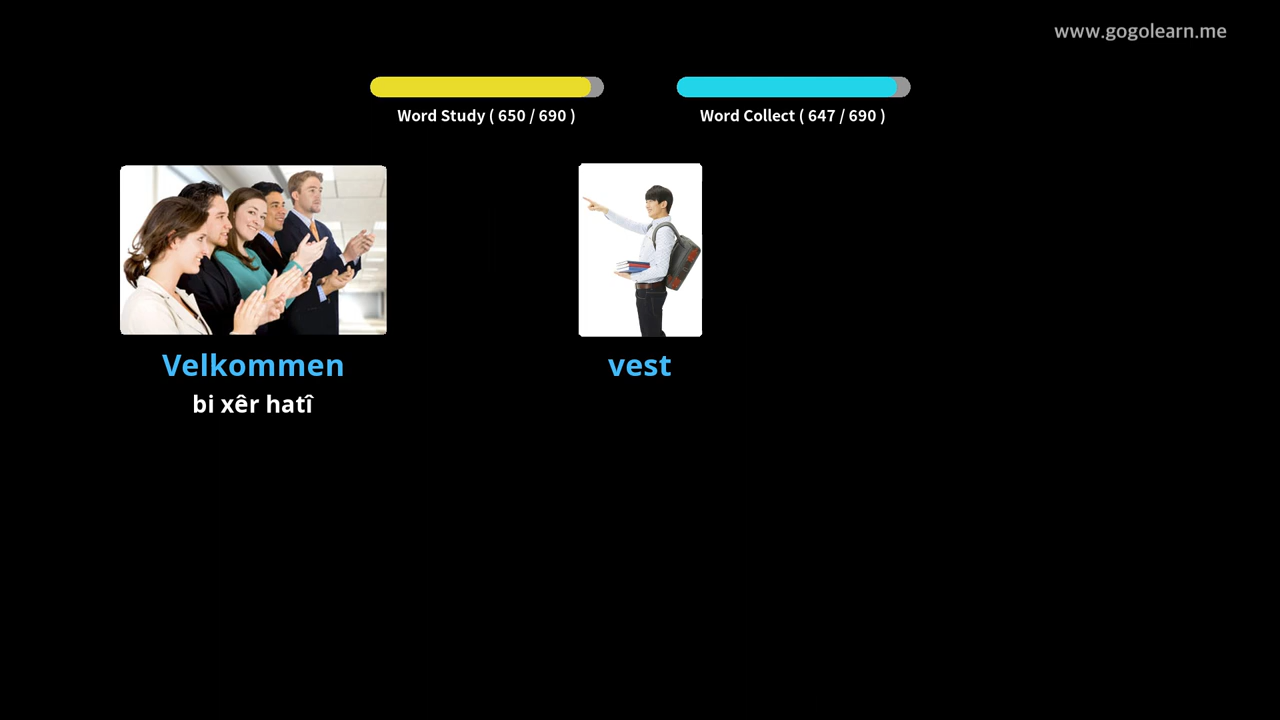 www.gogolearn.me
Word Study ( 650 / 690 )
Word Collect ( 647 / 690 )
Velkommen
bi xêr hatî
vest